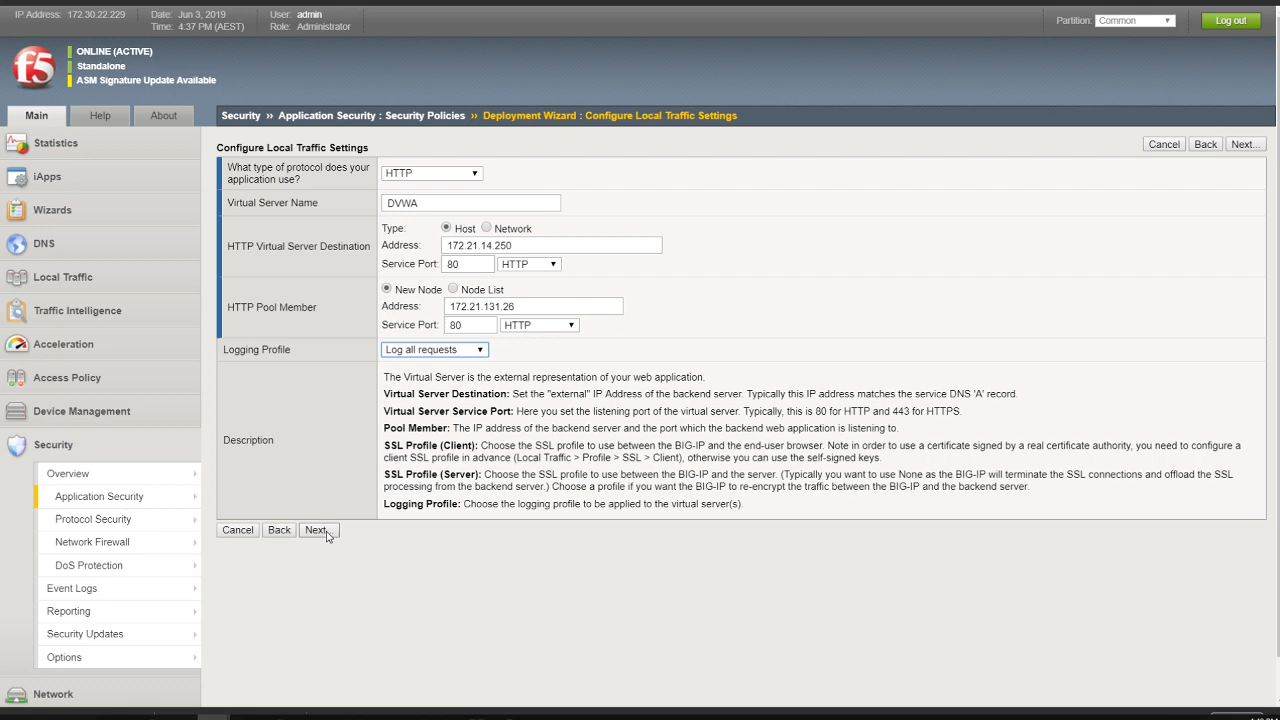 IP Address: 172.30.22.229 Date: Jun 3, 2019 User: admin
Time: 4:37 PM (AEST) Role: Administrator
Partition: Common Log out
f5
ONLINE (ACTIVE)
Standalone
ASM Signature Update Available
Main Help About
Security ›› Application Security : Security Policies ›› Deployment Wizard : Configure Local Traffic Settings
Statistics
iApps
Wizards
DNS
Local Traffic
Traffic Intelligence
Acceleration
Access Policy
Device Management
Security
Overview
Application Security
Protocol Security
Network Firewall
DoS Protection
Event Logs
Reporting
Security Updates
Options
Network
Configure Local Traffic Settings
Cancel Back Next...
What type of protocol does your
application use?
HTTP
Virtual Server Name DVWA
HTTP Virtual Server Destination
Type: Host Network
Address: 172.21.14.250
Service Port: 80 HTTP
HTTP Pool Member
New Node Node List
Address: 172.21.131.26
Service Port: 80 HTTP
Logging Profile Log all requests
Description
The Virtual Server is the external representation of your web application.
Virtual Server Destination: Set the "external" IP Address of the backend server. Typically this IP address matches the service DNS 'A' record.
Virtual Server Service Port: Here you set the listening port of the virtual server. Typically, this is 80 for HTTP and 443 for HTTPS.
Pool Member: The IP address of the backend server and the port which the backend web application is listening to.
SSL Profile (Client): Choose the SSL profile to use between the BIG-IP and the end-user browser. Note in order to use a certificate signed by a real certificate authority, you need to configure a
client SSL profile in advance (Local Traffic > Profile > SSL > Client), otherwise you can use the self-signed keys.
SSL Profile (Server): Choose the SSL profile to use between the BIG-IP and the server. (Typically you want to use None as the BIG-IP will terminate the SSL connections and offload the SSL
processing from the backend server.) Choose a profile if you want the BIG-IP to re-encrypt the traffic between the BIG-IP and the backend server.
Logging Profile: Choose the logging profile to be applied to the virtual server(s).
Cancel Back Next...